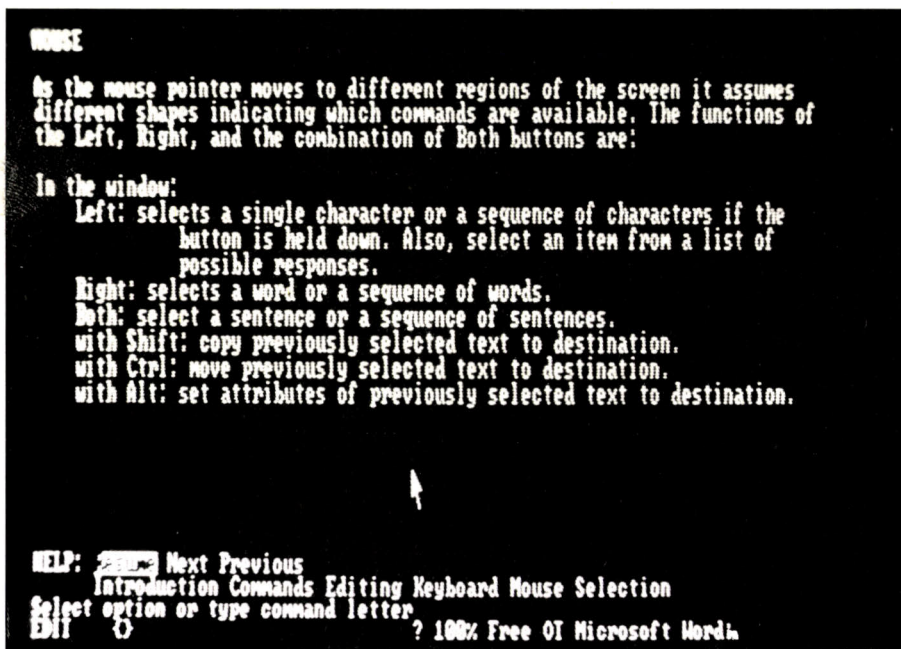 MOUSE
As the mouse pointer moves to different regions of the screen it assumes
different shapes indicating which commands are available. The functions of
the Left, Right, and the combination of Both buttons are:
In the window:
Left: selects a single character or a sequence of characters if the
button is held down. Also, select an item from a list of
possible responses.
Right: selects a word or a sequence of words.
Both: select a sentence or a sequence of sentences.
with Shift: copy previously selected text to destination.
with Ctrl: move previously selected text to destination.
with Alt: set attributes of previously selected text to destination.
HELP: Next Previous
Introduction Commands Editing Keyboard Mouse Selection
Select option or type command letter
EDIT {} ? 100% Free OT Microsoft Word: